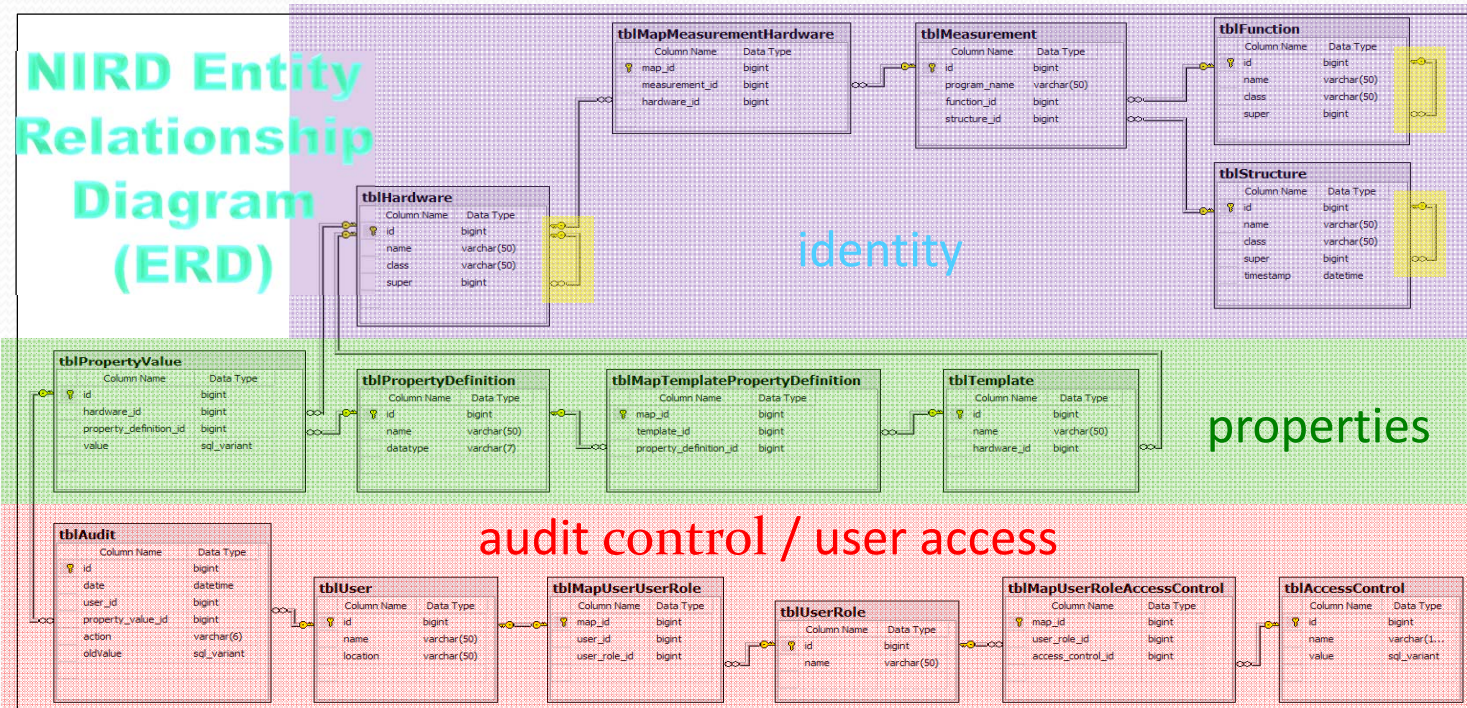 NIRD Entity
Relationship
Diagram
(ERD)
tblMapMeasurementHardware
Column Name Data Type
map_id bigint
measurement_id bigint
hardware_id bigint
tblMeasurement
Column Name Data Type
id bigint
program_name varchar(50)
function_id bigint
structure_id bigint
tblFunction
Column Name Data Type
id bigint
name varchar(50)
class varchar(50)
super bigint
tblStructure
Column Name Data Type
id bigint
name varchar(50)
class varchar(50)
super bigint
timestamp datetime
tblHardware
Column Name Data Type
id bigint
name varchar(50)
class varchar(50)
super bigint
identity
tblPropertyValue
Column Name Data Type
id bigint
hardware_id bigint
property_definition_id bigint
value sql_variant
tblPropertyDefinition
Column Name Data Type
id bigint
name varchar(50)
datatype varchar(7)
tblMapTemplatePropertyDefinition
Column Name Data Type
map_id bigint
template_id bigint
property_definition_id bigint
tblTemplate
Column Name Data Type
id bigint
name varchar(50)
hardware_id bigint
properties
audit control / user access
tblAudit
Column Name Data Type
id bigint
date datetime
user_id bigint
property_value_id bigint
action varchar(6)
oldValue sql_variant
tblUser
Column Name Data Type
id bigint
name varchar(50)
location varchar(50)
tblMapUserUserRole
Column Name Data Type
map_id bigint
user_id bigint
user_role_id bigint
tblUserRole
Column Name Data Type
id bigint
name varchar(50)
tblMapUserRoleAccessControl
Column Name Data Type
map_id bigint
user_role_id bigint
access_control_id bigint
tblAccessControl
Column Name Data Type
id bigint
name varchar(1...
value sql_variant